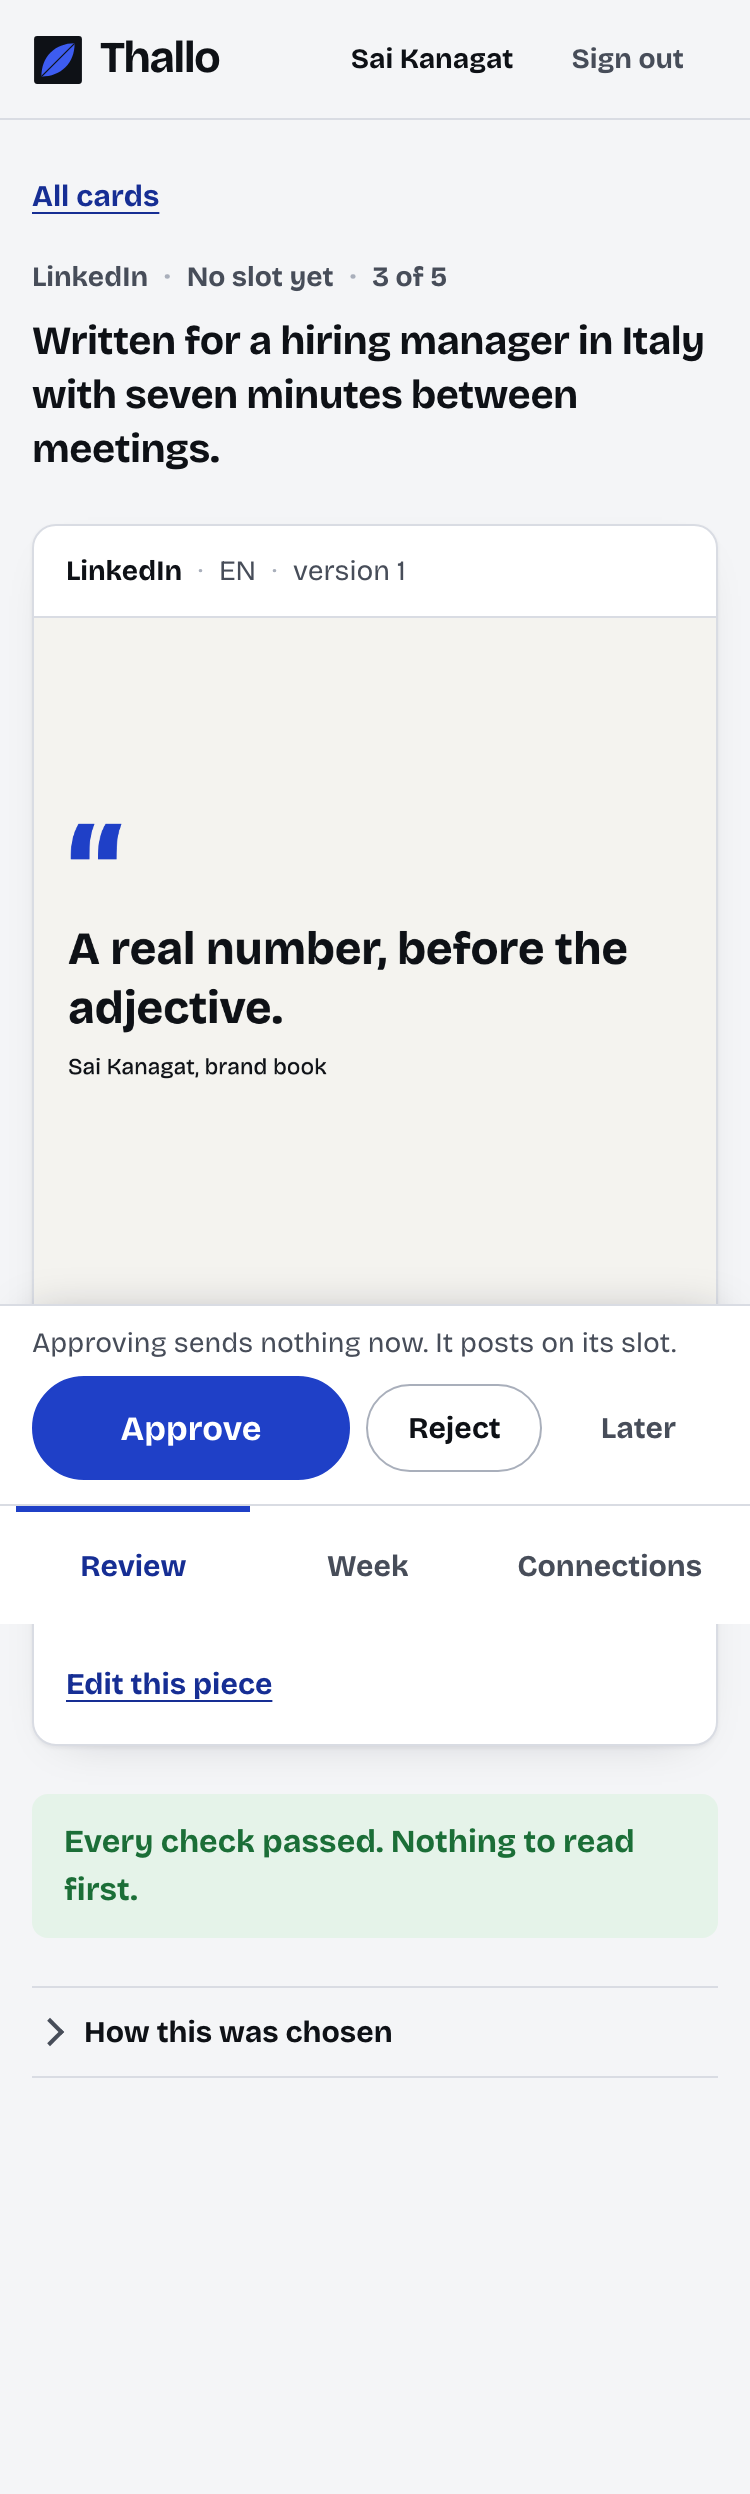 Thallo
Sai Kanagat
Sign out
All cards
LinkedIn · No slot yet · 3 of 5
Written for a hiring manager in Italy
with seven minutes between
meetings.
LinkedIn · EN · version 1
“
A real number, before the
adjective.
Sai Kanagat, brand book
Approving sends nothing now. It posts on its slot.
Approve
Reject
Later
Review
Week
Connections
Edit this piece
Every check passed. Nothing to read
first.
How this was chosen